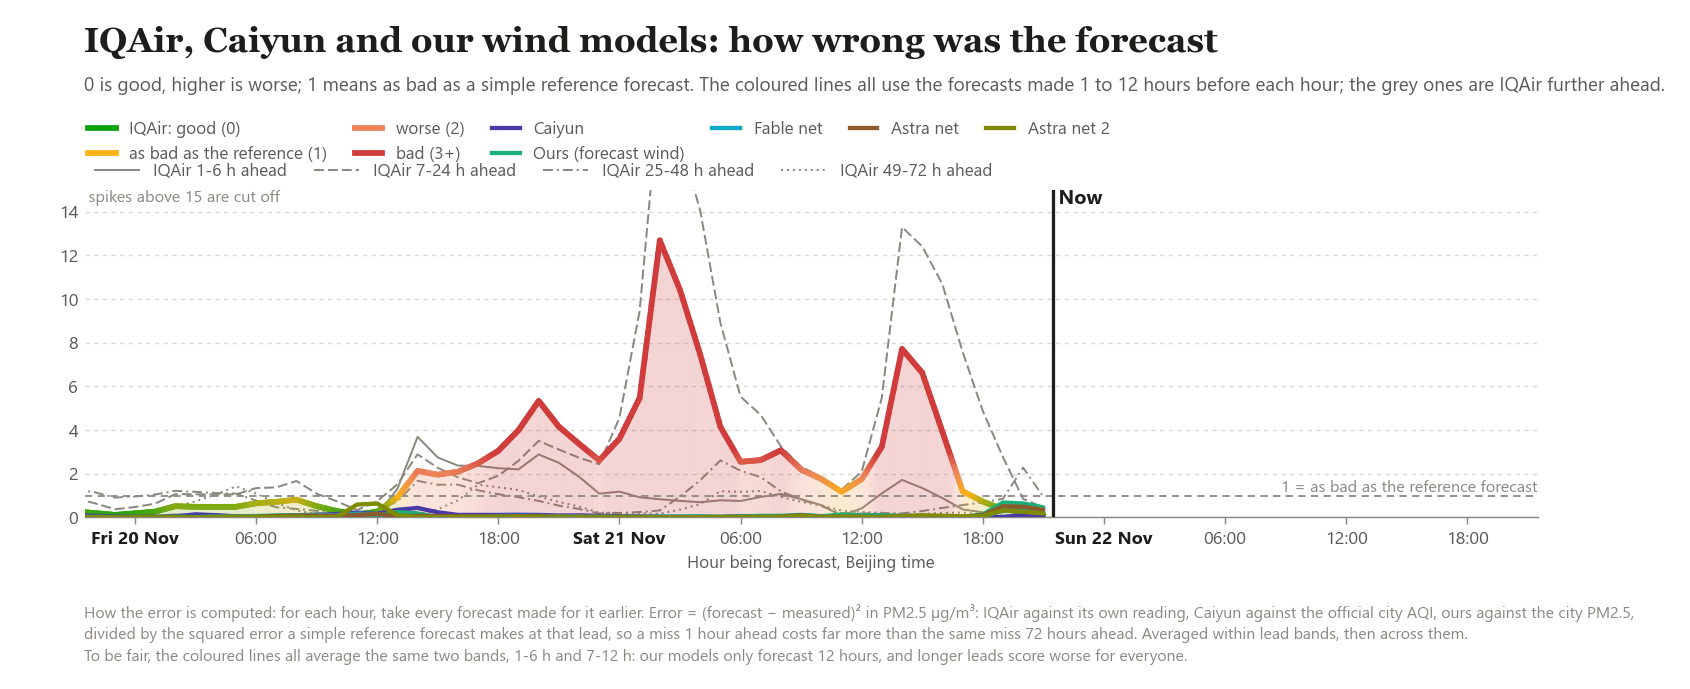 IQAir, Caiyun and our wind models: how wrong was the forecast
0 is good, higher is worse; 1 means as bad as a simple reference forecast. The coloured lines all use the forecasts made 1 to 12 hours before each hour; the grey ones are IQAir further ahead.
IQAir: good (0) worse (2) Caiyun Fable net Astra net Astra net 2
as bad as the reference (1) bad (3+) Ours (forecast wind)
IQAir 1-6 h ahead IQAir 7-24 h ahead IQAir 25-48 h ahead IQAir 49-72 h ahead
spikes above 15 are cut off
Now
14
12
10
8
6
4
2
1 = as bad as the reference forecast
0
Fri 20 Nov 06:00 12:00 18:00 Sat 21 Nov 06:00 12:00 18:00 Sun 22 Nov 06:00 12:00 18:00
Hour being forecast, Beijing time
How the error is computed: for each hour, take every forecast made for it earlier. Error = (forecast − measured)² in PM2.5 µg/m³: IQAir against its own reading, Caiyun against the official city AQI, ours against the city PM2.5,
divided by the squared error a simple reference forecast makes at that lead, so a miss 1 hour ahead costs far more than the same miss 72 hours ahead. Averaged within lead bands, then across them.
To be fair, the coloured lines all average the same two bands, 1-6 h and 7-12 h: our models only forecast 12 hours, and longer leads score worse for everyone.